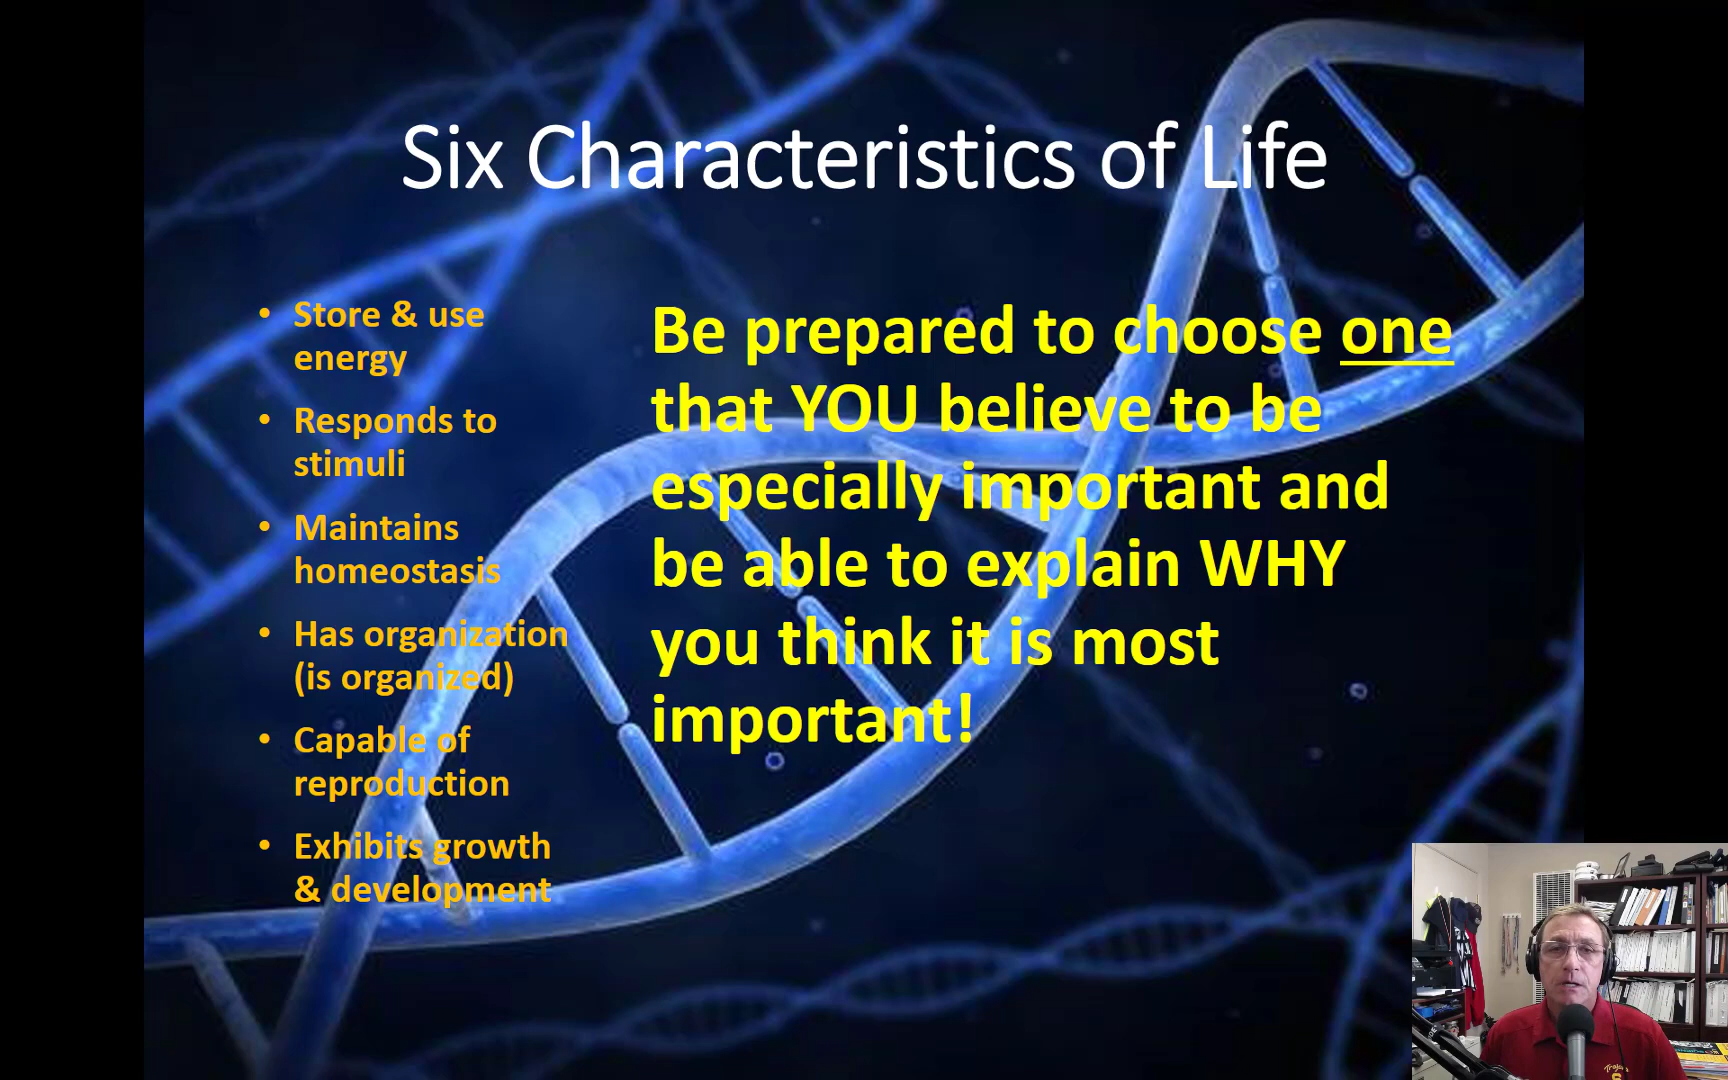 Six Characteristics of Life
• Store & use
energy
• Responds to
stimuli
• Maintains
homeostasis
• Has organization
(is organized)
• Capable of
reproduction
• Exhibits growth
& development
Be prepared to choose one
that YOU believe to be
especially important and
be able to explain WHY
you think it is most
important!